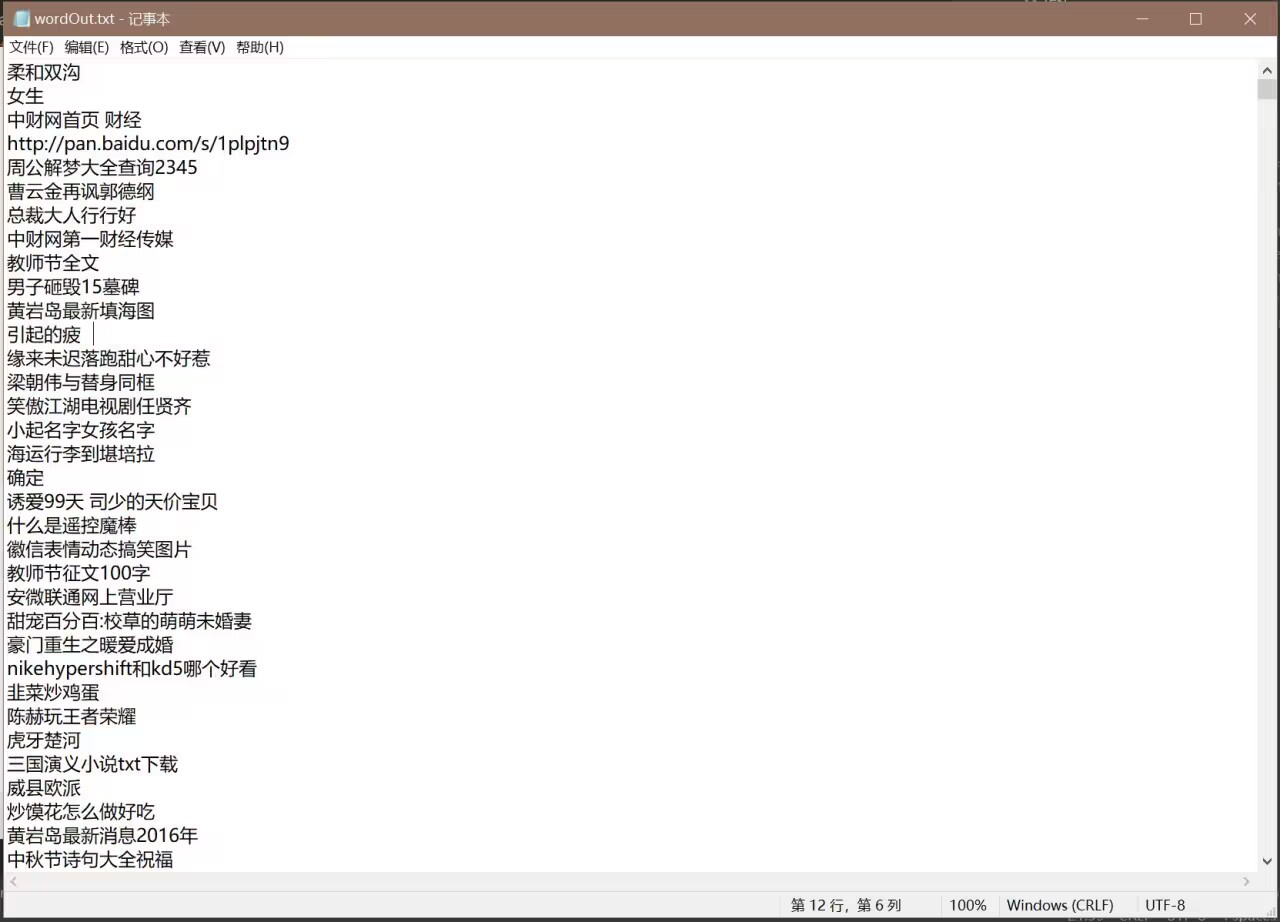 wordOut.txt - 记事本
文件(F) 编辑(E) 格式(O) 查看(V) 帮助(H)
柔和双沟
女生
中财网首页 财经
http://pan.baidu.com/s/1plpjtn9
周公解梦大全查询2345
曹云金再讽郭德纲
总裁大人行行好
中财网第一财经传媒
教师节全文
男子砸毁15墓碑
黄岩岛最新填海图
引起的疲
缘来未迟落跑甜心不好惹
梁朝伟与替身同框
笑傲江湖电视剧任贤齐
小起名字女孩名字
海运行李到堪培拉
确定
诱爱99天 司少的天价宝贝
什么是遥控魔棒
徽信表情动态搞笑图片
教师节征文100字
安微联通网上营业厅
甜宠百分百:校草的萌萌未婚妻
豪门重生之暖爱成婚
nikehypershift和kd5哪个好看
韭菜炒鸡蛋
陈赫玩王者荣耀
虎牙楚河
三国演义小说txt下载
威县欧派
炒馍花怎么做好吃
黄岩岛最新消息2016年
中秋节诗句大全祝福
第 12 行，第 6 列 100% Windows (CRLF) UTF-8